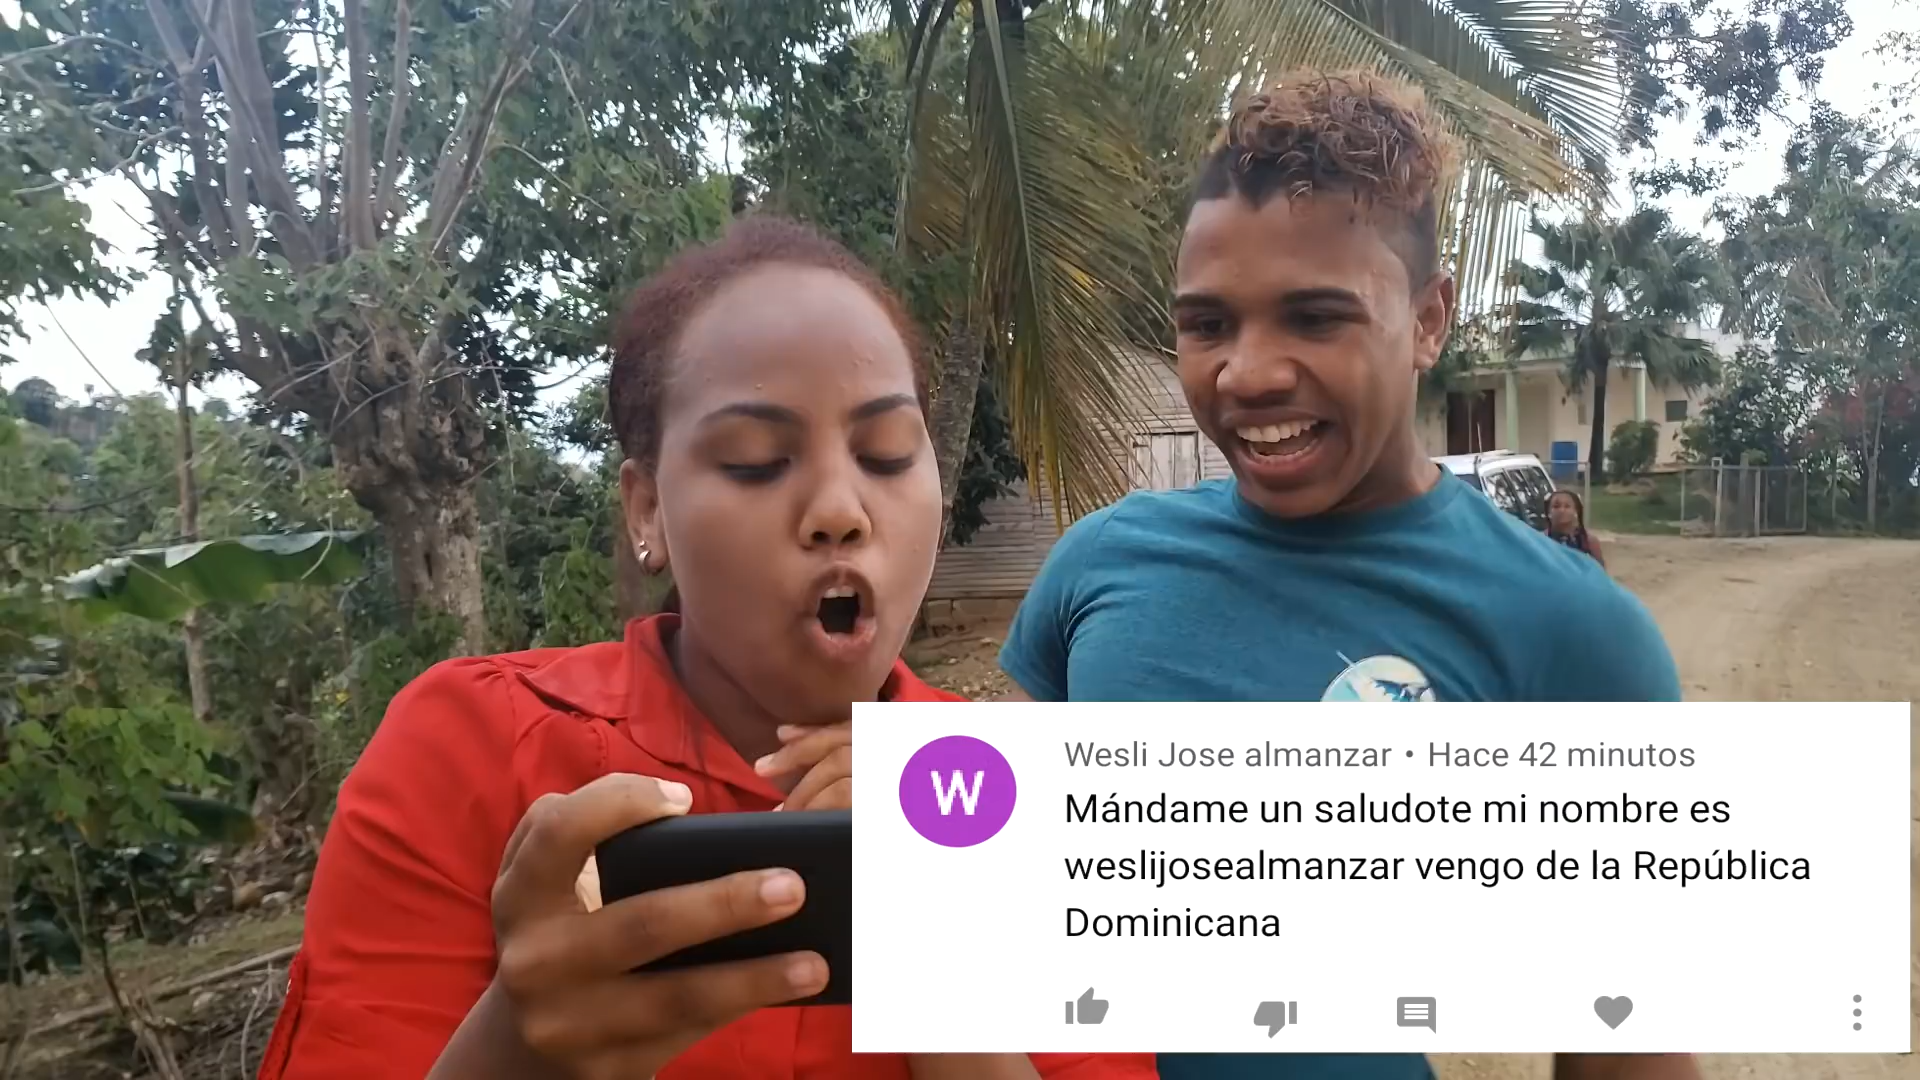 W
Wesli Jose almanzar • Hace 42 minutos
Mándame un saludote mi nombre es
weslijosealmanzar vengo de la República
Dominicana